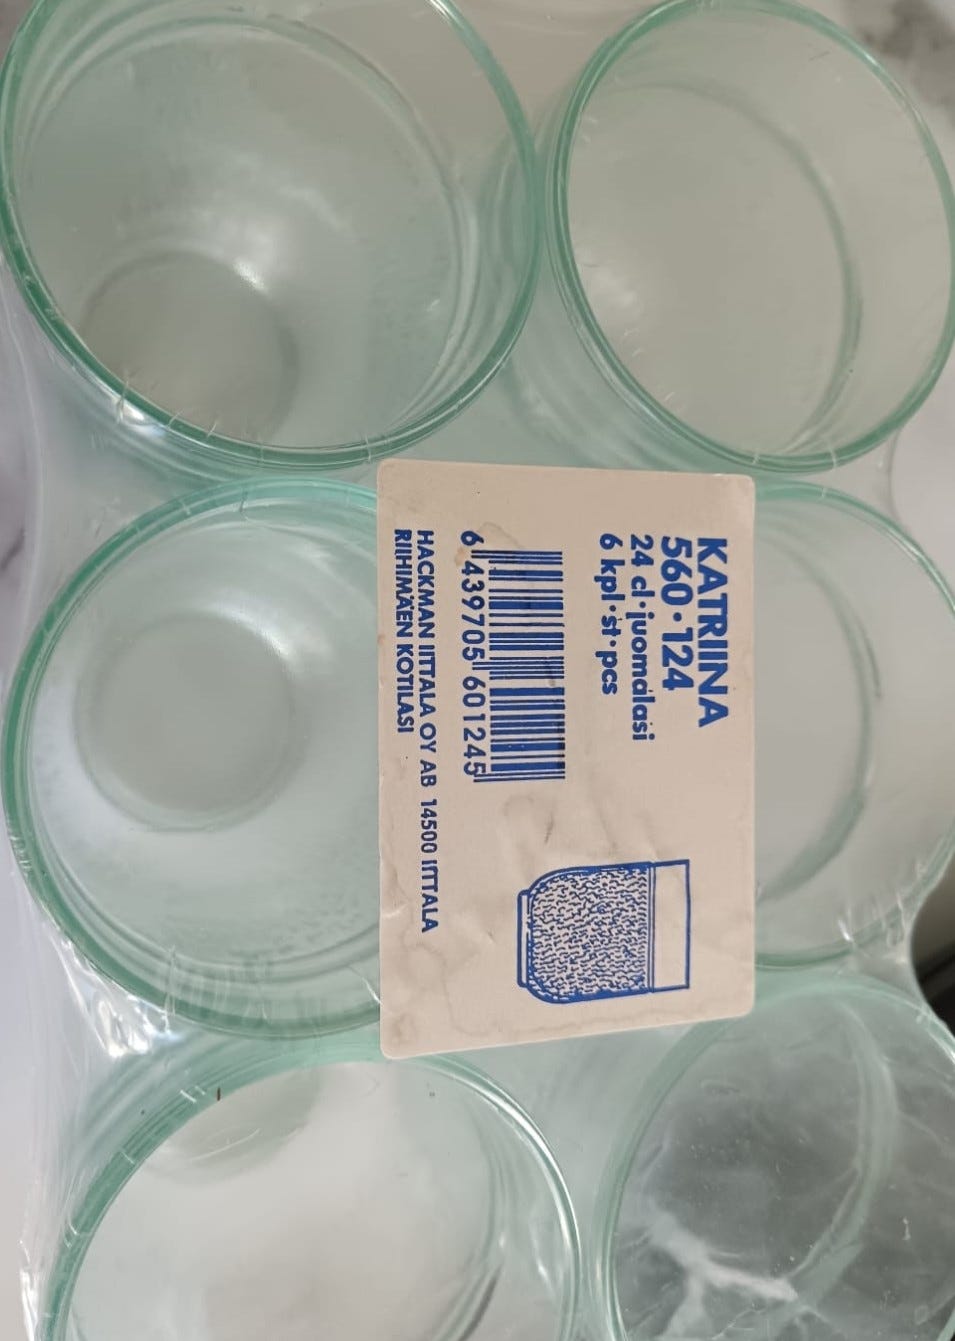 KATRINA
560·124
24 cl·juomalasi
6 kpl·st·pcs
6 439705 601245
HACKMAN IITTALA OY AB 14500 IITTALA
RIIHIMÄEN KOTILASI